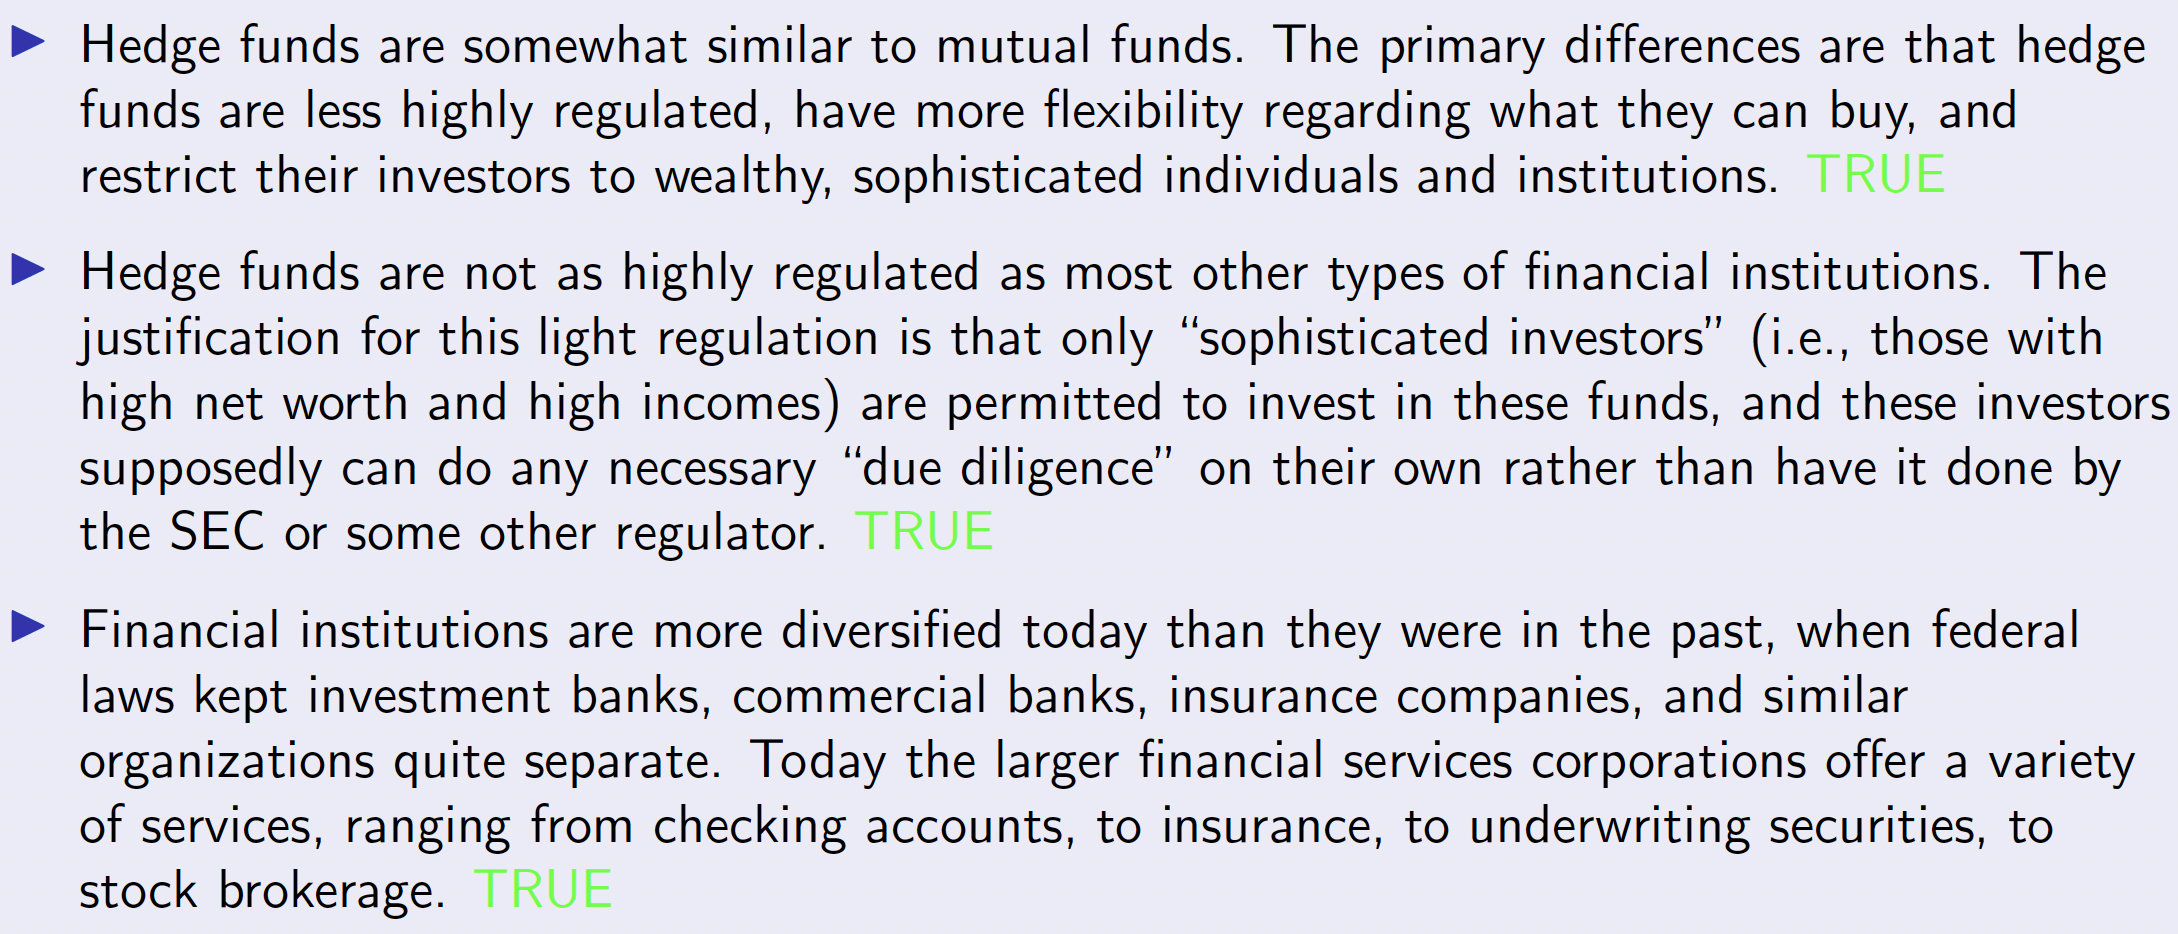 ▶ Hedge funds are somewhat similar to mutual funds. The primary differences are that hedge
funds are less highly regulated, have more flexibility regarding what they can buy, and
restrict their investors to wealthy, sophisticated individuals and institutions. TRUE
▶ Hedge funds are not as highly regulated as most other types of financial institutions. The
justification for this light regulation is that only “sophisticated investors” (i.e., those with
high net worth and high incomes) are permitted to invest in these funds, and these investors
supposedly can do any necessary “due diligence” on their own rather than have it done by
the SEC or some other regulator. TRUE
▶ Financial institutions are more diversified today than they were in the past, when federal
laws kept investment banks, commercial banks, insurance companies, and similar
organizations quite separate. Today the larger financial services corporations offer a variety
of services, ranging from checking accounts, to insurance, to underwriting securities, to
stock brokerage. TRUE